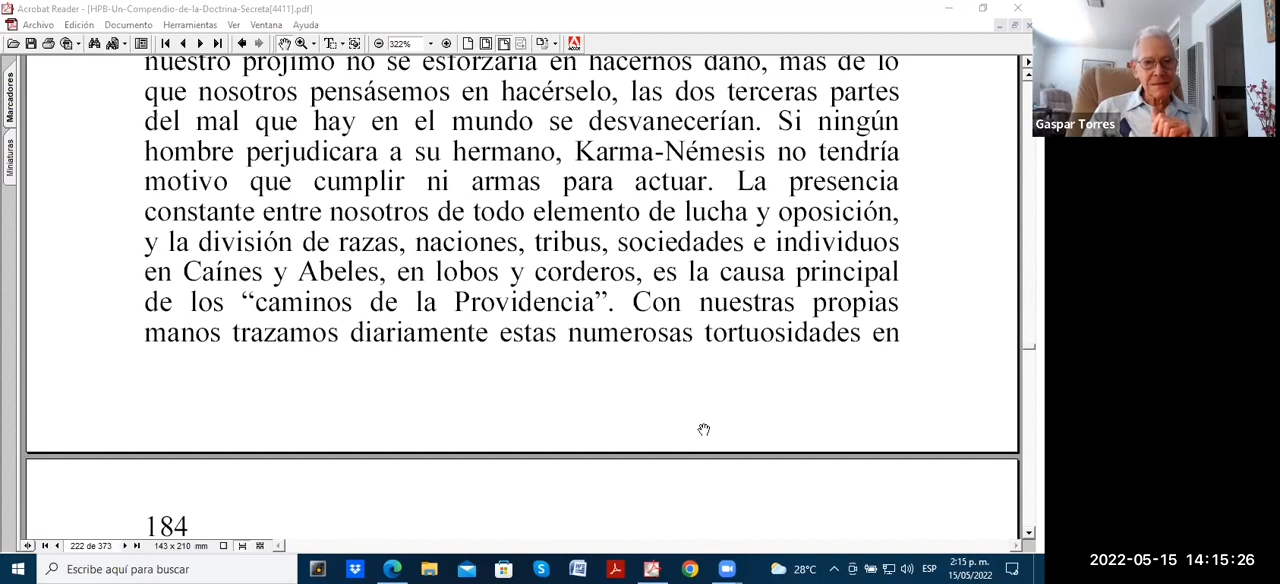 Acrobat Reader - [HPB-Un-Compendio-de-la-Doctrina-Secreta[4411].pdf]
Archivo Edición Documento Herramientas Ver Ventana Ayuda
322%
Marcadores
Miniaturas
nuestro prójimo no se esforzaría en hacernos daño, más de lo
que nosotros pensásemos en hacérselo, las dos terceras partes
del mal que hay en el mundo se desvanecerían. Si ningún
hombre perjudicara a su hermano, Karma-Némesis no tendría
motivo que cumplir ni armas para actuar. La presencia
constante entre nosotros de todo elemento de lucha y oposición,
y la división de razas, naciones, tribus, sociedades e individuos
en Caínes y Abeles, en lobos y corderos, es la causa principal
de los “caminos de la Providencia”. Con nuestras propias
manos trazamos diariamente estas numerosas tortuosidades en
184
222 de 373
143 x 210 mm
Escribe aquí para buscar
28°C
ESP
2:15 p. m.
15/05/2022
Gaspar Torres
2022-05-15 14:15:26